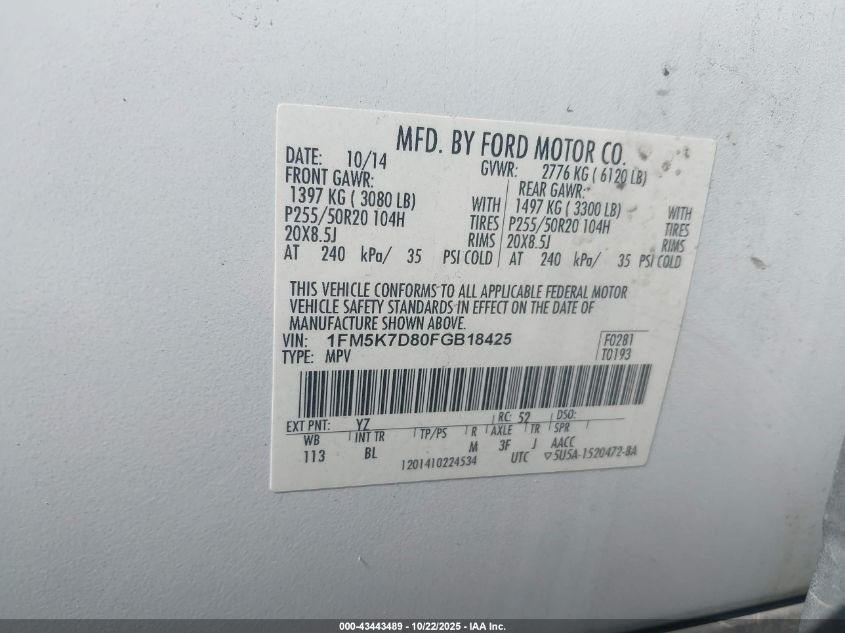 MFD. BY FORD MOTOR CO.
DATE: 10/14 GVWR: 2776 KG ( 6120 LB)
FRONT GAWR: REAR GAWR:
1397 KG ( 3080 LB) WITH 1497 KG ( 3300 LB) WITH
P255/50R20 104H TIRES P255/50R20 104H TIRES
20X8.5J RIMS 20X8.5J RIMS
AT 240 kPa/ 35 PSI COLD AT 240 kPa/ 35 PSI COLD
THIS VEHICLE CONFORMS TO ALL APPLICABLE FEDERAL MOTOR
VEHICLE SAFETY STANDARDS IN EFFECT ON THE DATE OF
MANUFACTURE SHOWN ABOVE.
VIN: 1FM5K7D80FGB18425 F0281
TYPE: MPV T0193
EXT PNT: YZ RC: 52 DSO:
WB INT TR TP/PS R AXLE TR SPR
113 BL M 3F J AACC
1201410224534 UTC ▽5U5A-1520472-BA
000-43443489 - 10/22/2025 - IAA Inc.